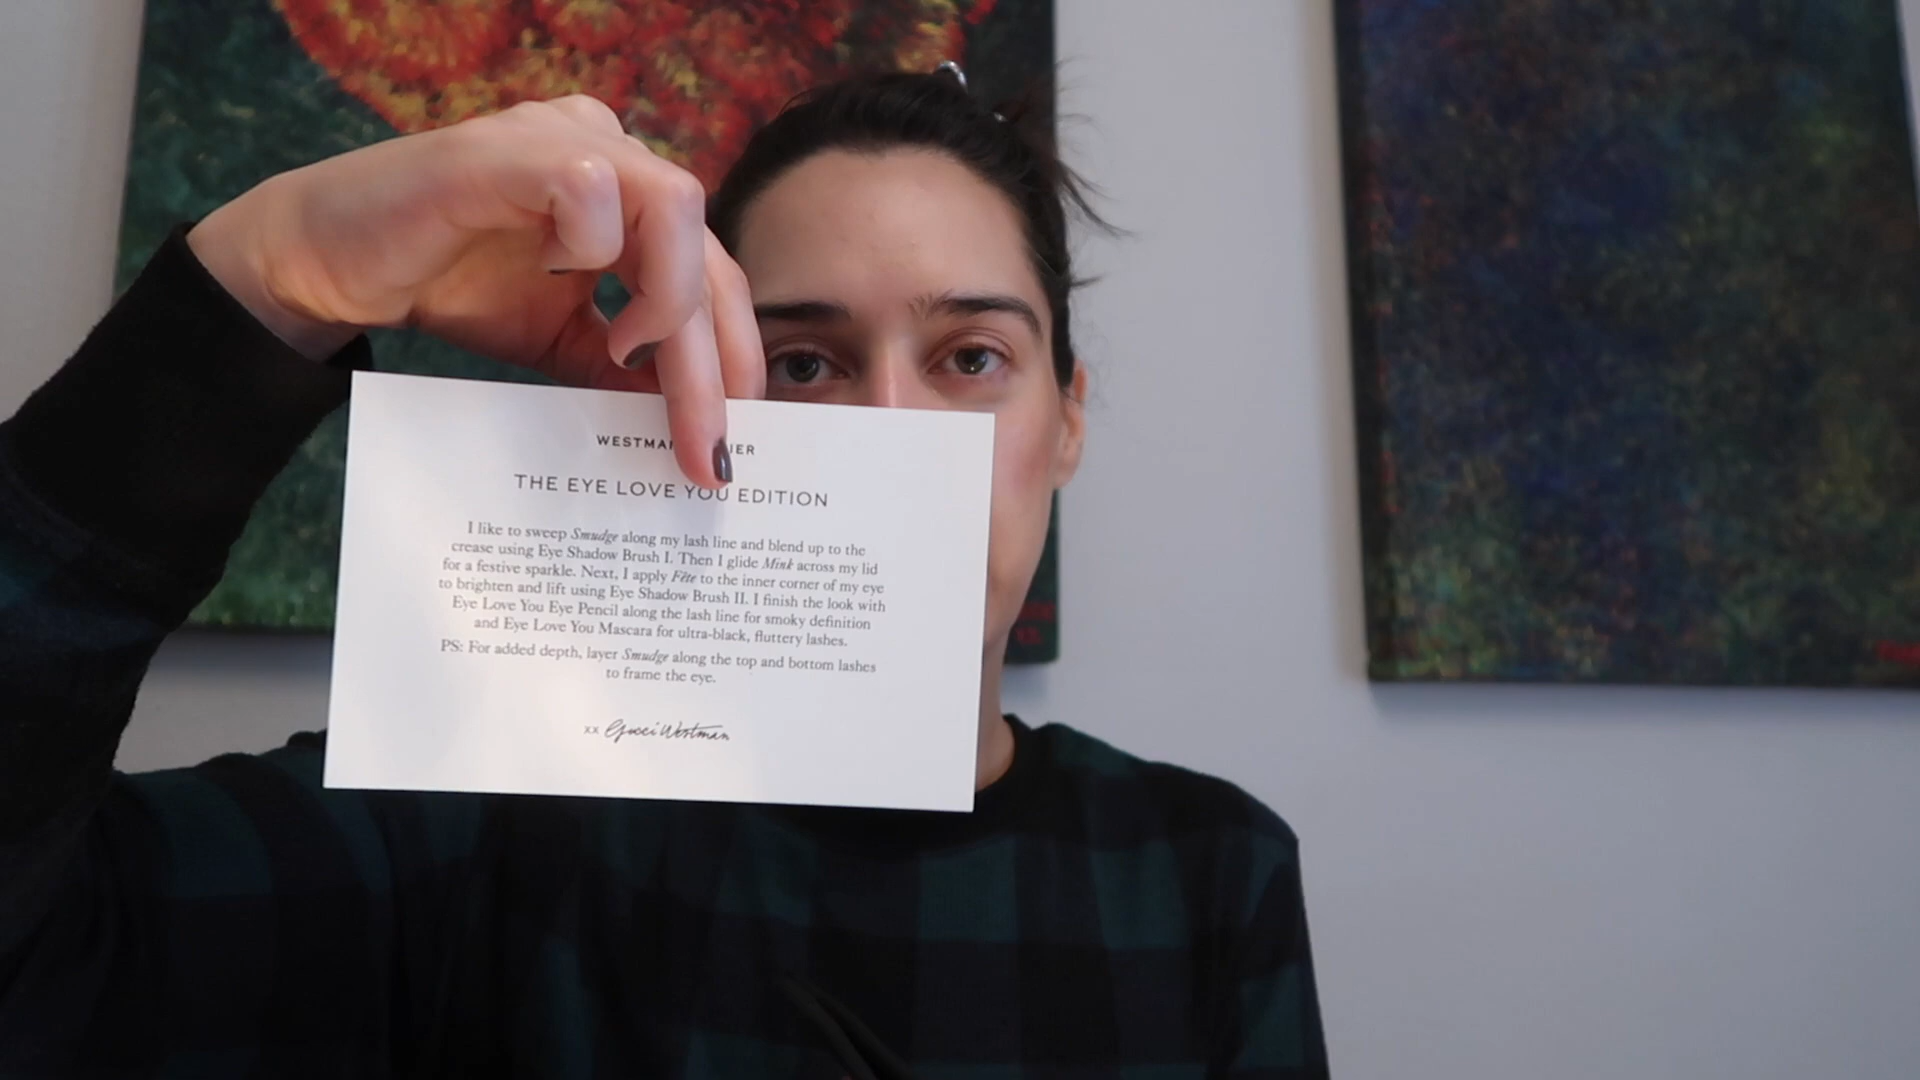 WESTMAN IER
THE EYE LOVE YOU EDITION
I like to sweep Smudge along my lash line and blend up to the
crease using Eye Shadow Brush I. Then I glide Mink across my lid
for a festive sparkle. Next, I apply Fête to the inner corner of my eye
to brighten and lift using Eye Shadow Brush II. I finish the look with
Eye Love You Eye Pencil along the lash line for smoky definition
and Eye Love You Mascara for ultra-black, fluttery lashes.
PS: For added depth, layer Smudge along the top and bottom lashes
to frame the eye.
xx Gucci Westman